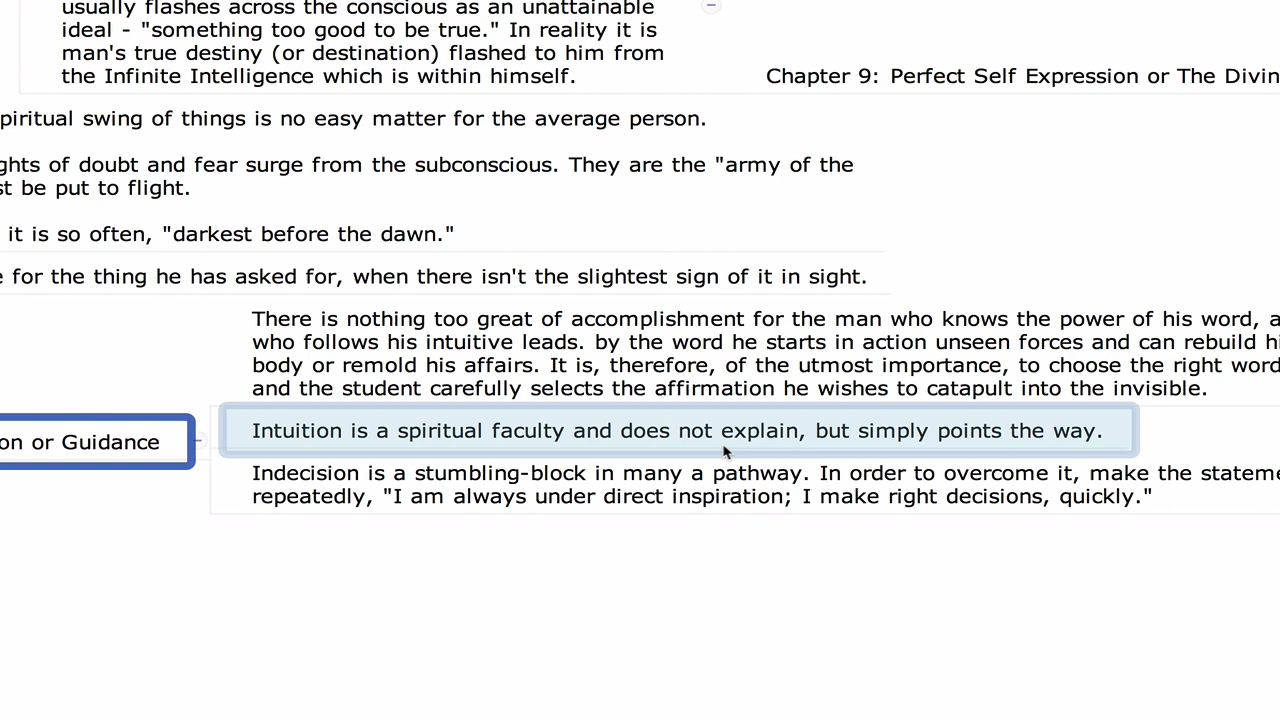 usually flashes across the conscious as an unattainable
ideal - "something too good to be true." In reality it is
man's true destiny (or destination) flashed to him from
the Infinite Intelligence which is within himself.
Chapter 9: Perfect Self Expression or The
swing of things is no easy matter for the average person.
of doubt and fear surge from the subconscious. They are the "army of the
be put to flight.
it is so often, "darkest before the dawn."
for the thing he has asked for, when there isn't the slightest sign of it in sight.
There is nothing too great of accomplishment for the man who knows the power of his word,
who follows his intuitive leads. by the word he starts in action unseen forces and can rebuild
body or remold his affairs. It is, therefore, of the utmost importance, to choose the right
and the student carefully selects the affirmation he wishes to catapult into the invisible.
Intuition is a spiritual faculty and does not explain, but simply points the way.
or Guidance
Indecision is a stumbling-block in many a pathway. In order to overcome it, make the
repeatedly, "I am always under direct inspiration; I make right decisions, quickly."